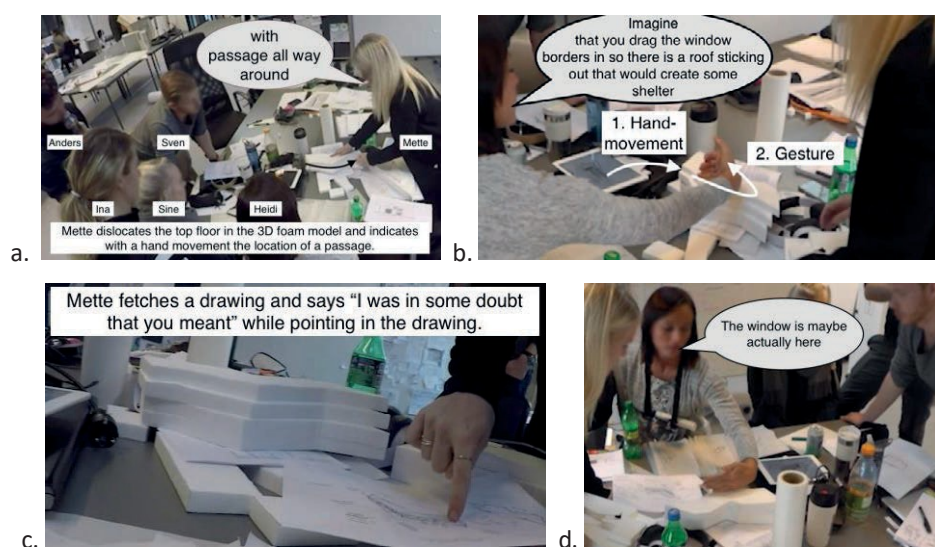 with
passage all way
around
Anders
Sven
Mette
Ina
Sine
Heidi
Mette dislocates the top floor in the 3D foam model and indicates
with a hand movement the location of a passage.
a.
Imagine
that you drag the window
borders in so there is a roof sticking
out that would create some
shelter
1. Hand-
movement
2. Gesture
b.
Mette fetches a drawing and says “I was in some doubt
that you meant” while pointing in the drawing.
c.
The window is maybe
actually here
d.